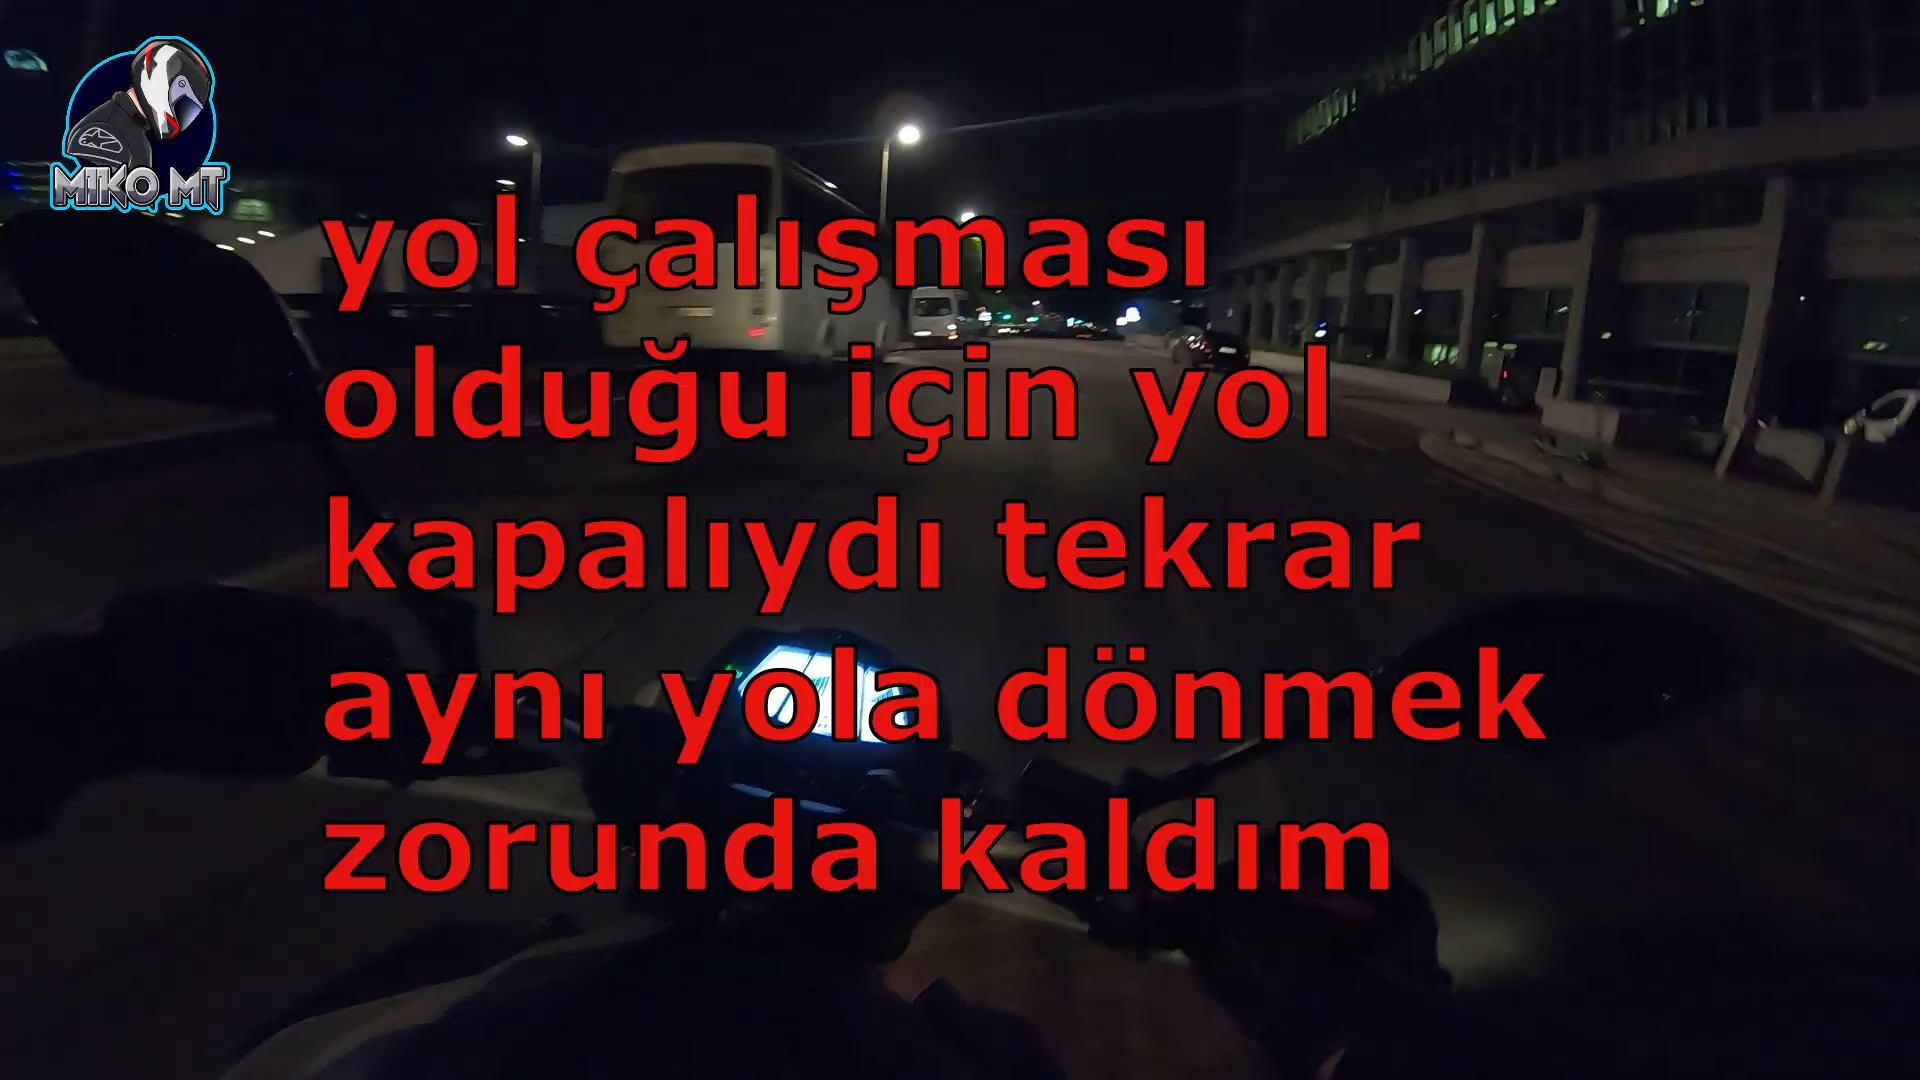 MIKO MT
yol çalışması
olduğu için yol
kapalıydı tekrar
aynı yola dönmek
zorunda kaldım